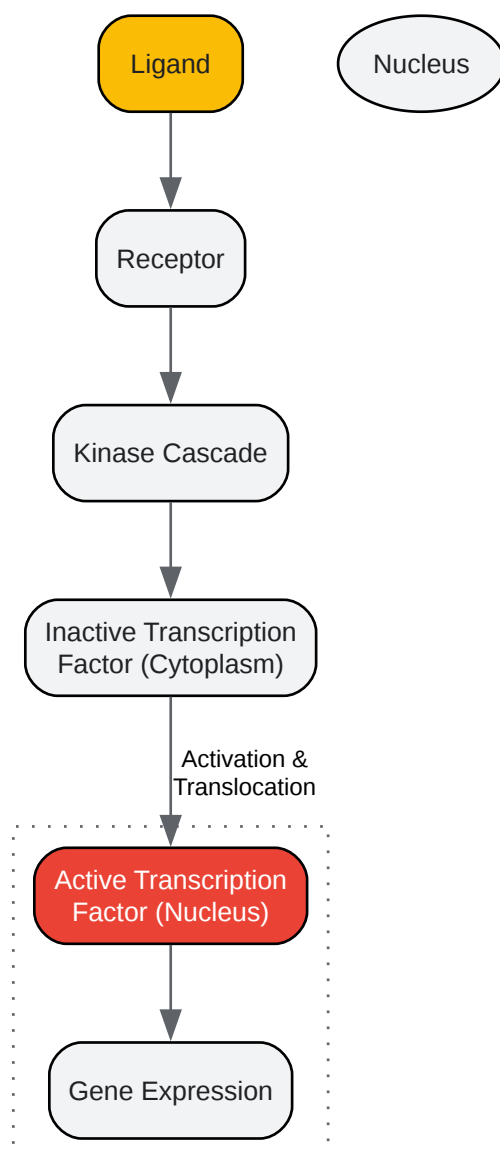 Ligand
Nucleus
Receptor
Kinase Cascade
Inactive Transcription
Factor (Cytoplasm)
Activation &
Translocation
Active Transcription
Factor (Nucleus)
Gene Expression